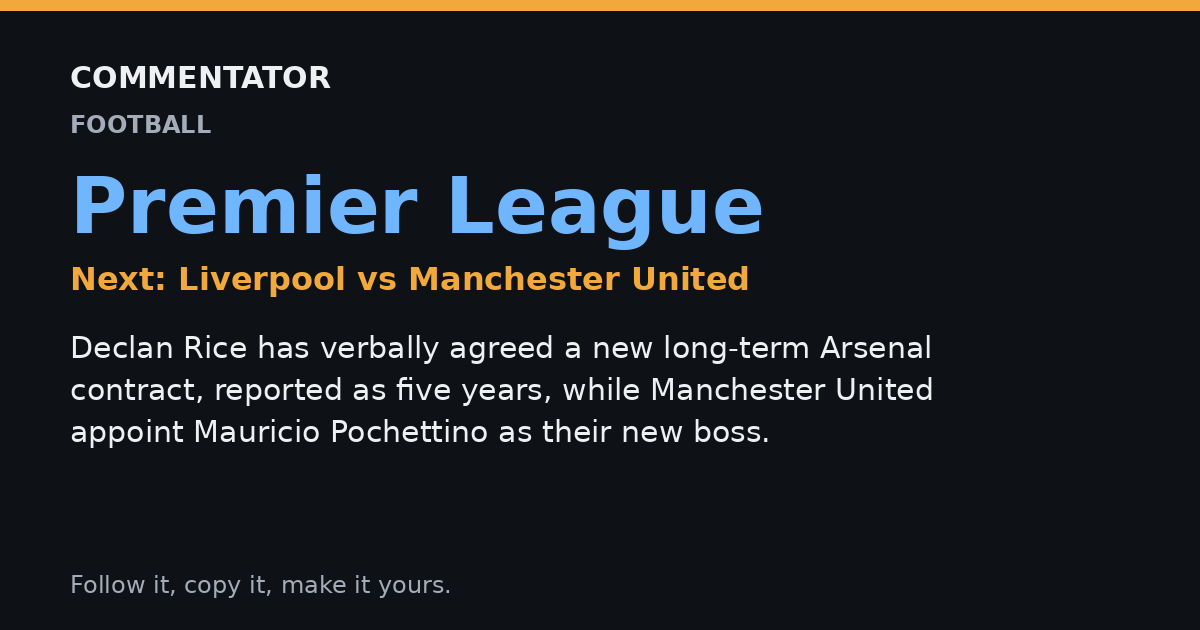 COMMENTATOR
FOOTBALL
Premier League
Next: Liverpool vs Manchester United
Declan Rice has verbally agreed a new long-term Arsenal
contract, reported as five years, while Manchester United
appoint Mauricio Pochettino as their new boss.
Follow it, copy it, make it yours.